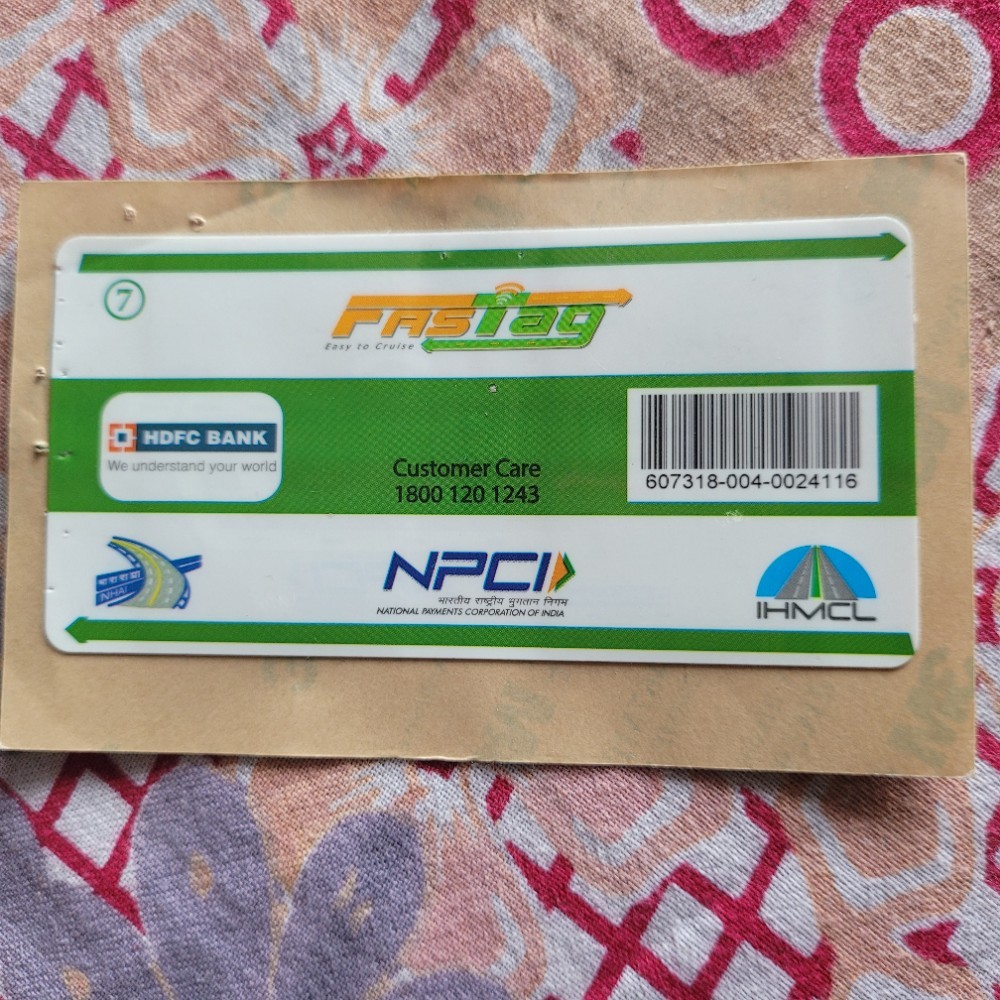 7
FASTag
Easy to Cruise
HDFC BANK
We understand your world
Customer Care
1800 120 1243
607318-004-0024116
भा रा रा प्रा
NHAI
NPCI
भारतीय राष्ट्रीय भुगतान निगम
NATIONAL PAYMENTS CORPORATION OF INDIA
IHMCL